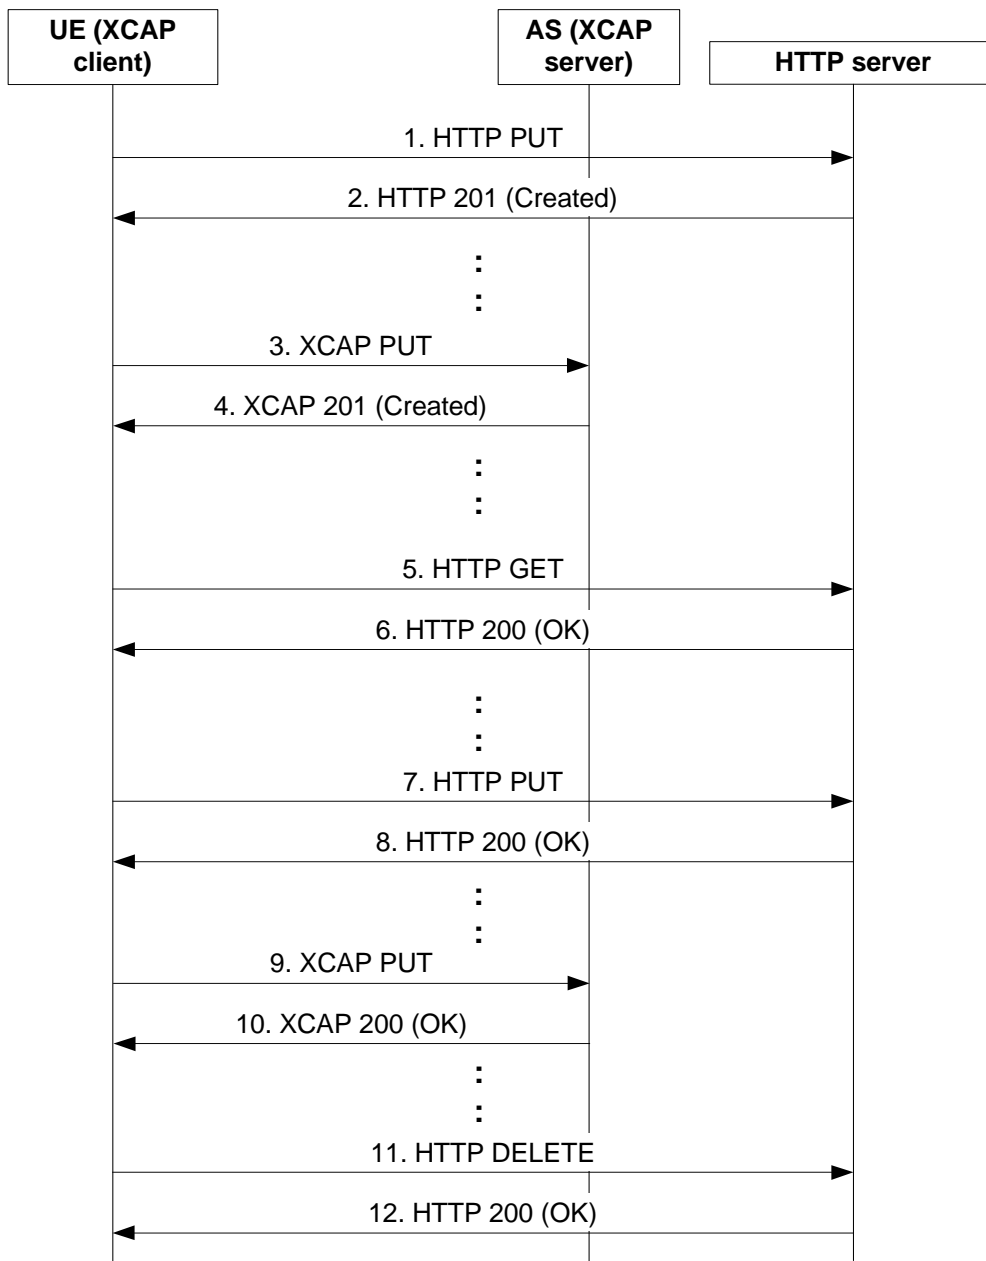 UE (XCAP
client)
AS (XCAP
server)
HTTP server
1. HTTP PUT
2. HTTP 201 (Created)
:
:
3. XCAP PUT
4. XCAP 201 (Created)
:
:
5. HTTP GET
6. HTTP 200 (OK)
:
:
7. HTTP PUT
8. HTTP 200 (OK)
:
:
9. XCAP PUT
10. XCAP 200 (OK)
:
:
11. HTTP DELETE
12. HTTP 200 (OK)